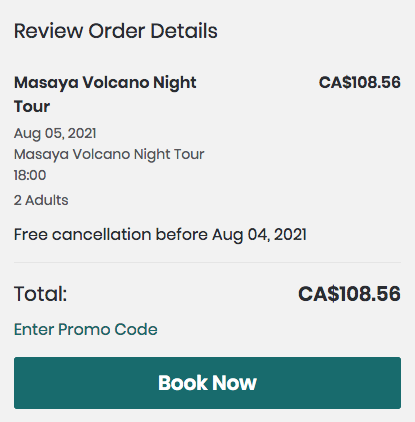 Review Order Details
Masaya Volcano Night CA$108.56
Tour
Aug 05, 2021
Masaya Volcano Night Tour
18:00
2 Adults
Free cancellation before Aug 04, 2021
Total: CA$108.56
Enter Promo Code
Book Now